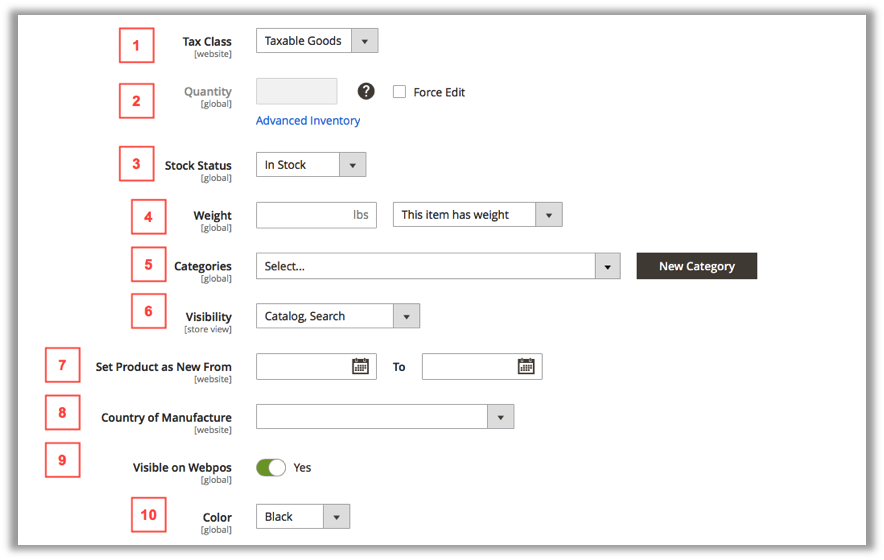 1 Tax Class Taxable Goods
[website]
2 Quantity ? Force Edit
[global]
Advanced Inventory
3 Stock Status In Stock
[global]
4 Weight lbs This item has weight
[global]
5 Categories Select... New Category
[global]
6 Visibility Catalog, Search
[store view]
7 Set Product as New From To
[website]
8 Country of Manufacture
[website]
9 Visible on Webpos Yes
[global]
10 Color Black
[global]